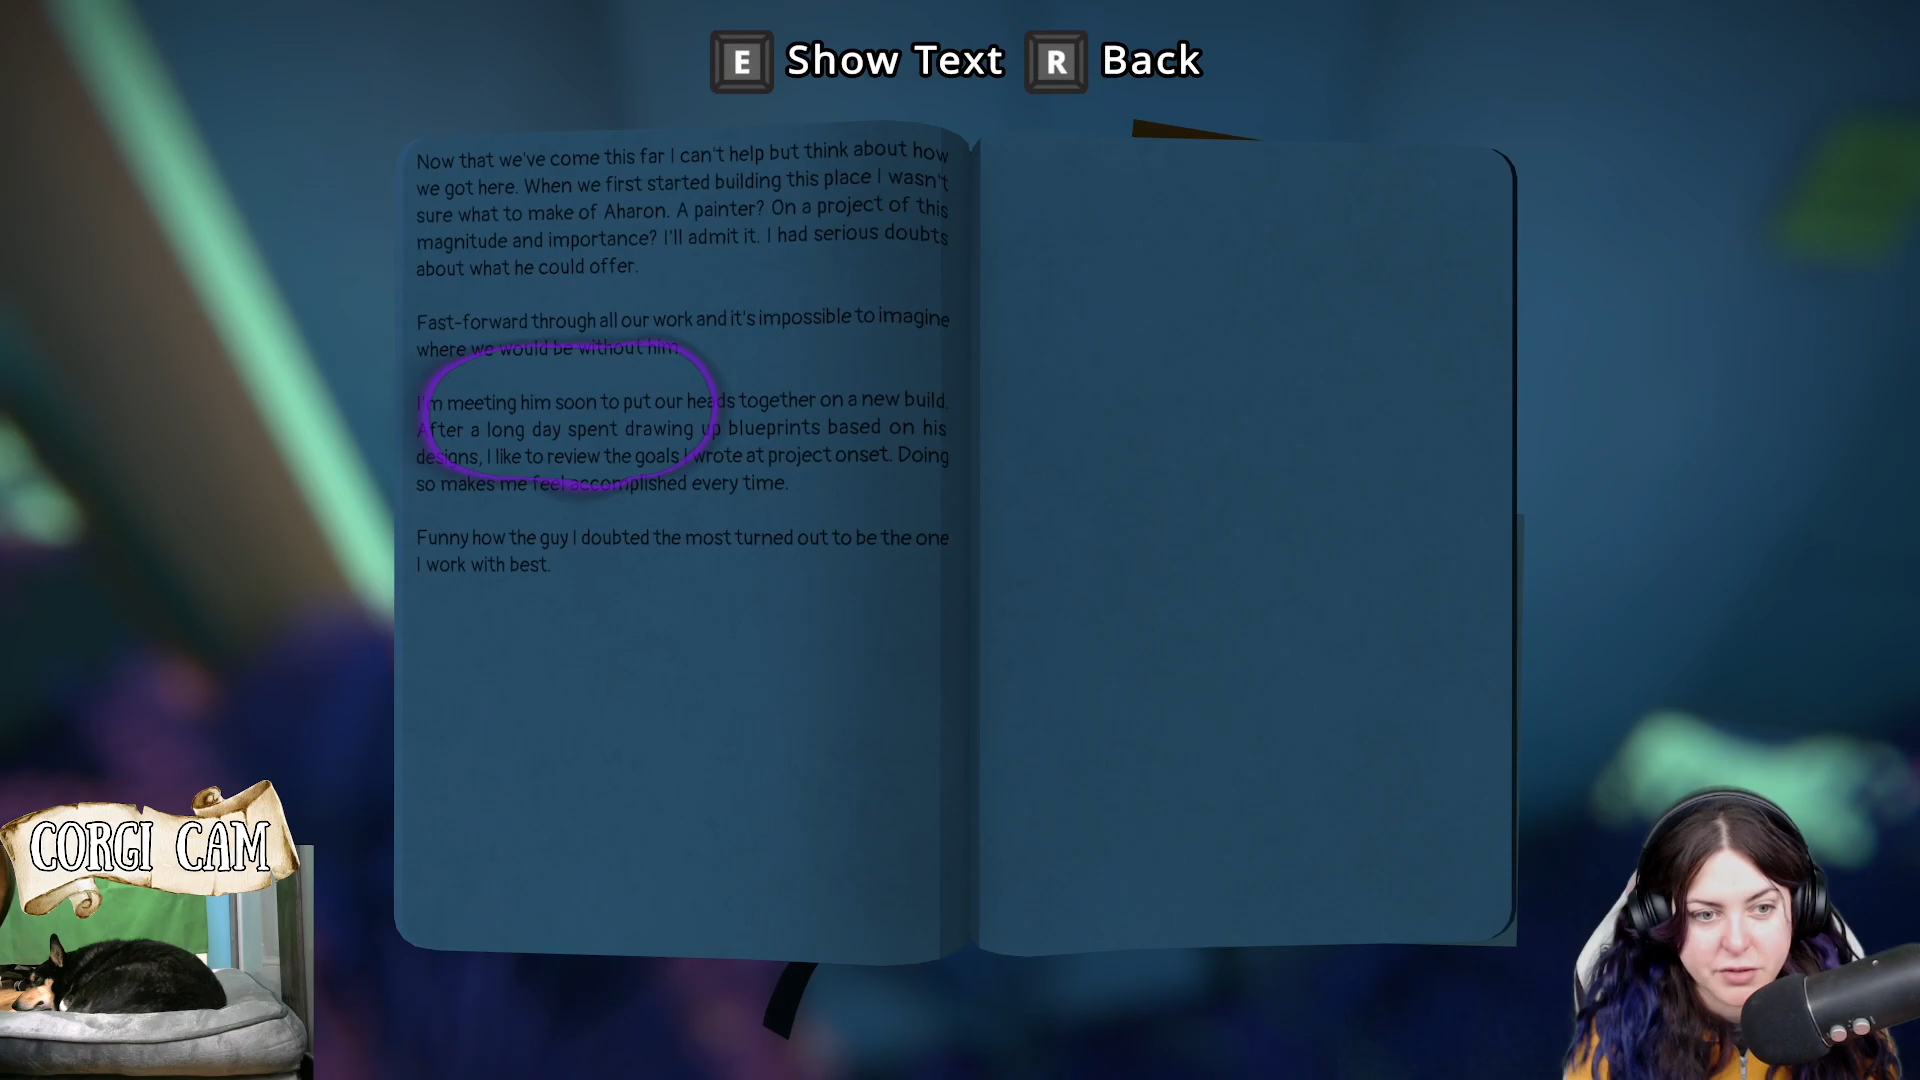 E Show Text R Back
Now that we've come this far I can't help but think about how
we got here. When we first started building this place I wasn't
sure what to make of Aharon. A painter? On a project of this
magnitude and importance? I'll admit it. I had serious doubts
about what he could offer.
Fast-forward through all our work and it's impossible to imagine
where we would be without him.
I'm meeting him soon to put our heads together on a new build.
After a long day spent drawing up blueprints based on his
designs, I like to review the goals I wrote at project onset. Doing
so makes me feel accomplished every time.
Funny how the guy I doubted the most turned out to be the one
I work with best.
CORGI CAM